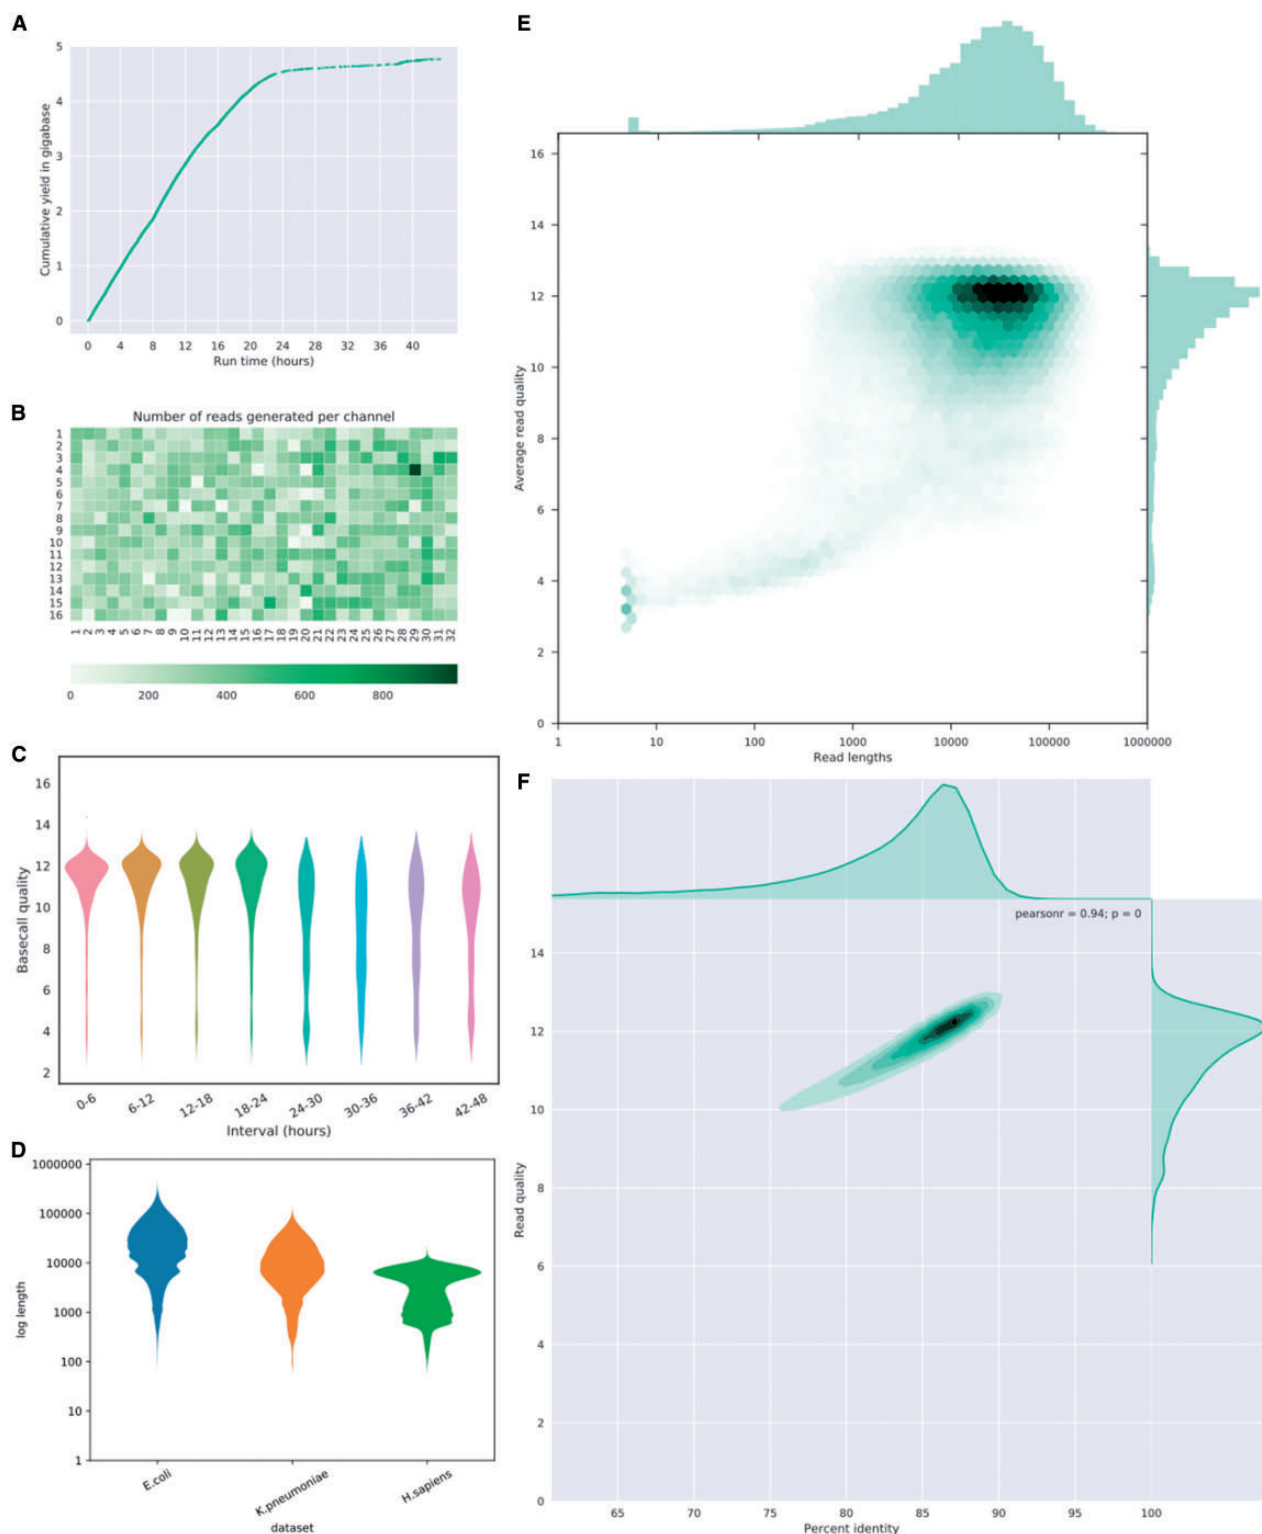 A
5
4
3
2
1
0
Cumulative yield in gigabase
0 4 8 12 16 20 24 28 32 36 40
Run time (hours)
B
Number of reads generated per channel
1
2
3
4
5
6
7
8
9
10
11
12
13
14
15
16
1 2 3 4 5 6 7 8 9 10 11 12 13 14 15 16 17 18 19 20 21 22 23 24 25 26 27 28 29 30 31 32
0 200 400 600 800
C
16
14
12
10
8
6
4
2
Basecall quality
0-6 6-12 12-18 18-24 24-30 30-36 36-42 42-48
Interval (hours)
D
1000000
100000
10000
1000
100
10
1
log length
E.coli K.pneumoniae H.sapiens
dataset
E
16
14
12
10
8
6
4
2
0
Average read quality
1 10 100 1000 10000 100000 1000000
Read lengths
F
pearsonr = 0.94; p = 0
14
12
10
8
6
4
2
0
Read quality
65 70 75 80 85 90 95 100
Percent identity